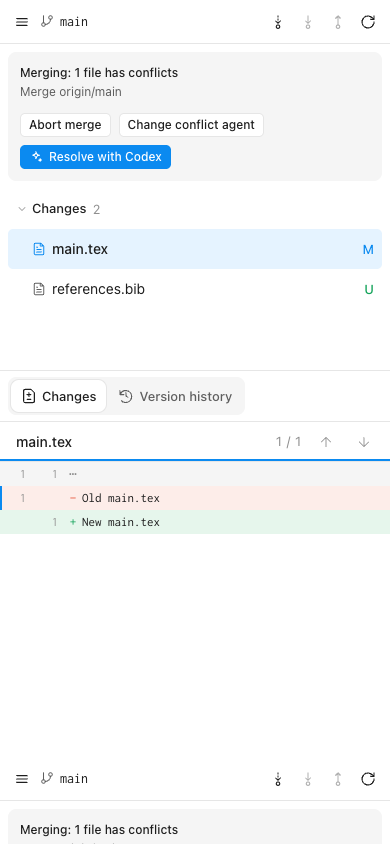 main
Merging: 1 file has conflicts
Merge origin/main
Abort merge
Change conflict agent
Resolve with Codex
Changes 2
main.tex M
references.bib U
Changes
Version history
main.tex 1 / 1
1 1 ⋯
1 − Old main.tex
1 + New main.tex
main
Merging: 1 file has conflicts